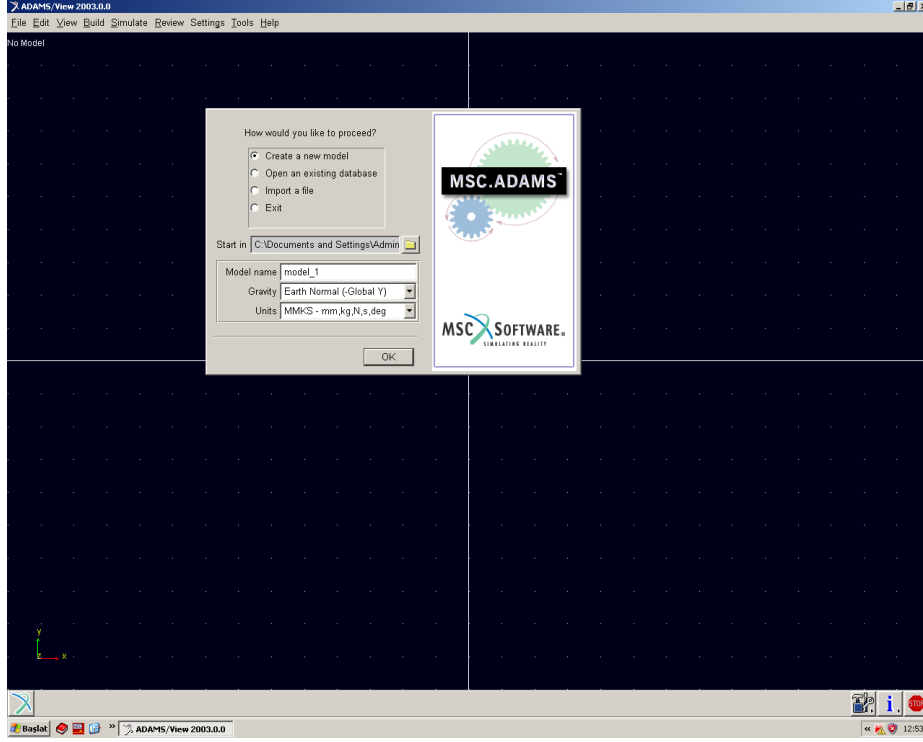 ADAMS/View 2003.0.0
File Edit View Build Simulate Review Settings Tools Help
No Model
How would you like to proceed?
Create a new model
Open an existing database
Import a file
Exit
Start in C:\Documents and Settings\Admin
Model name model_1
Gravity Earth Normal (-Global Y)
Units MMKS - mm,kg,N,s,deg
OK
MSC.ADAMS™
MSC SOFTWARE®
SIMULATING REALITY
y
z x
i
STOP
Başlat » ADAMS/View 2003.0.0 « 12:53